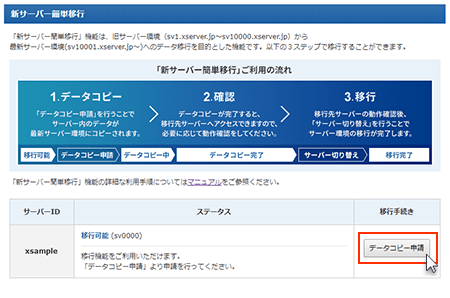 新サーバー簡単移行
「新サーバー簡単移行」機能は、旧サーバー環境（sv1.xserver.jp～sv10000.xserver.jp）から
最新サーバー環境(sv10001.xserver.jp～)へのデータ移行を目的とした機能です。以下の３ステップで移行することができます。
「新サーバー簡単移行」ご利用の流れ
1.データコピー
「データコピー申請」を行うことで
サーバー内のデータが
最新サーバー環境にコピーされます。
2.確認
データコピーが完了すると、
移行先サーバーへアクセスできますので、
必要に応じて動作確認をしてください。
3.移行
移行先サーバーの動作確認後、
「サーバー切り替え」を行うことで
サーバー環境の移行が完了します。
移行可能 データコピー申請 データコピー中 データコピー完了 サーバー切り替え 移行完了
「新サーバー簡単移行」機能の詳細な利用手順についてはマニュアルをご参照ください。
サーバーID ステータス 移行手続き
xsample
移行可能 (sv0000)
移行機能をご利用いただけます。
「データコピー申請」より申請を行ってください。
データコピー申請